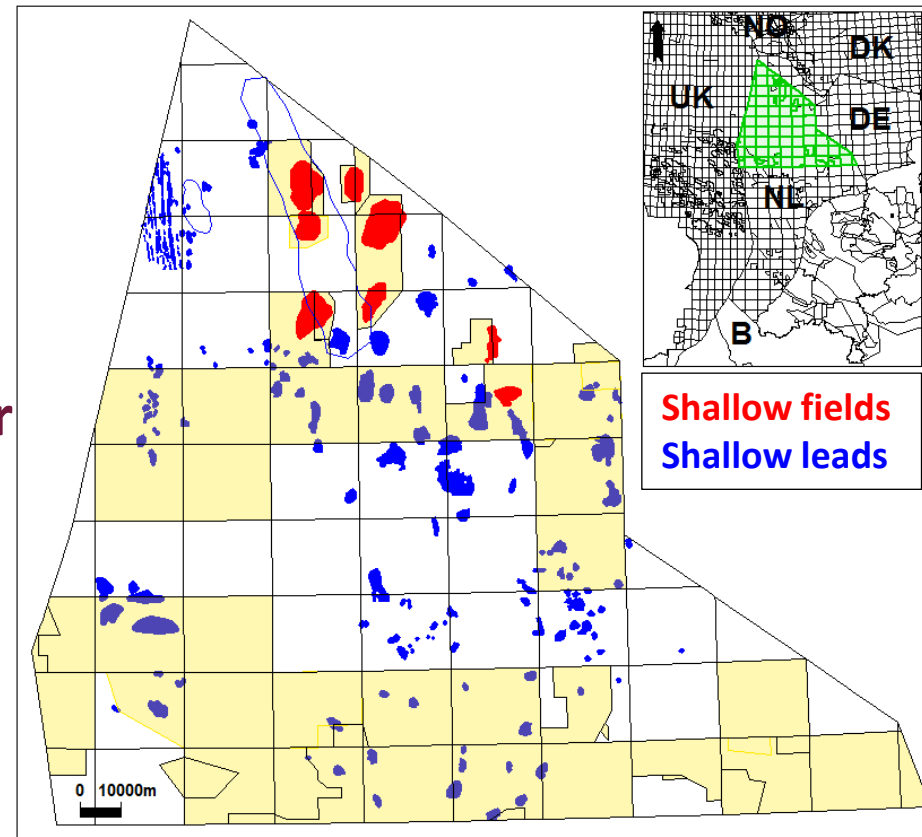 NO
DK
UK
DE
NL
B
r
Shallow fields
Shallow leads
0 10000m